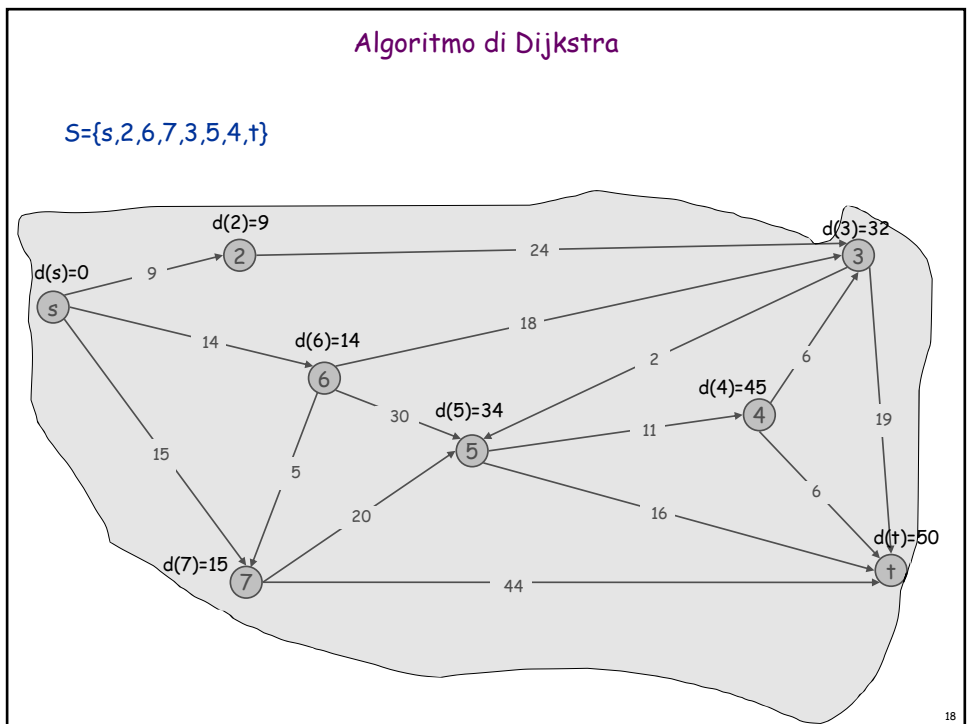 Algoritmo di Dijkstra
S={s,2,6,7,3,5,4,t}
d(2)=9
d(3)=32
2
24
3
d(s)=0
9
s
18
14
d(6)=14
6
2
6
d(4)=45
30
d(5)=34
4
19
11
15
5
5
6
20
16
d(t)=50
d(7)=15
7
44
t
18